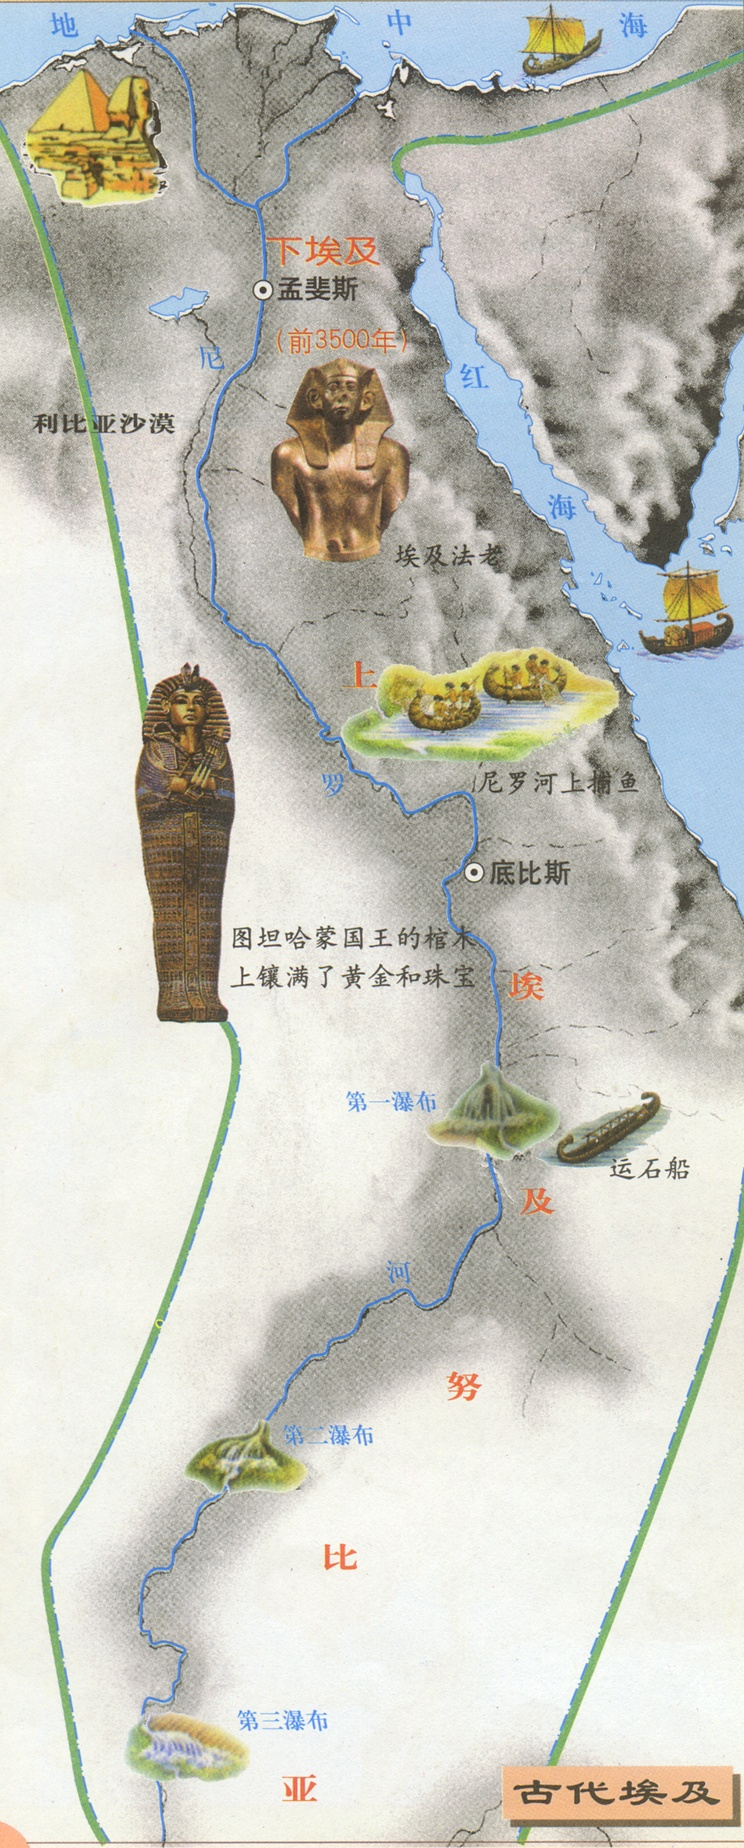 地中海
下埃及
孟斐斯
(前3500年)
尼罗河
红海
利比亚沙漠
埃及法老
上埃及
尼罗河上捕鱼
底比斯
图坦哈蒙国王的棺木
上镶满了黄金和珠宝
第一瀑布
运石船
努比亚
第二瀑布
第三瀑布
古代埃及